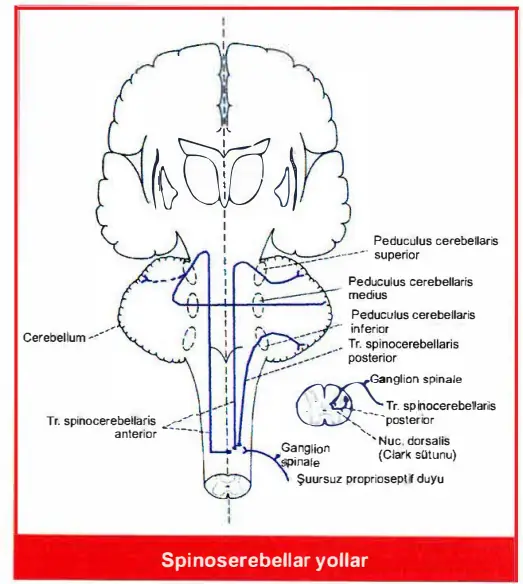 Peduculus cerebellaris
superior
Peduculus cerebellaris
medius
Peduculus cerebellaris
inferior
Tr. spinocerebellaris
posterior
Cerebellum
Ganglion spinale
Tr. spinocerebellaris
posterior
Nuc. dorsalis
(Clark sütunu)
Tr. spinocerebellaris
anterior
Ganglion
spinale
Şuursuz proprioseptif duyu
Spinoserebellar yollar